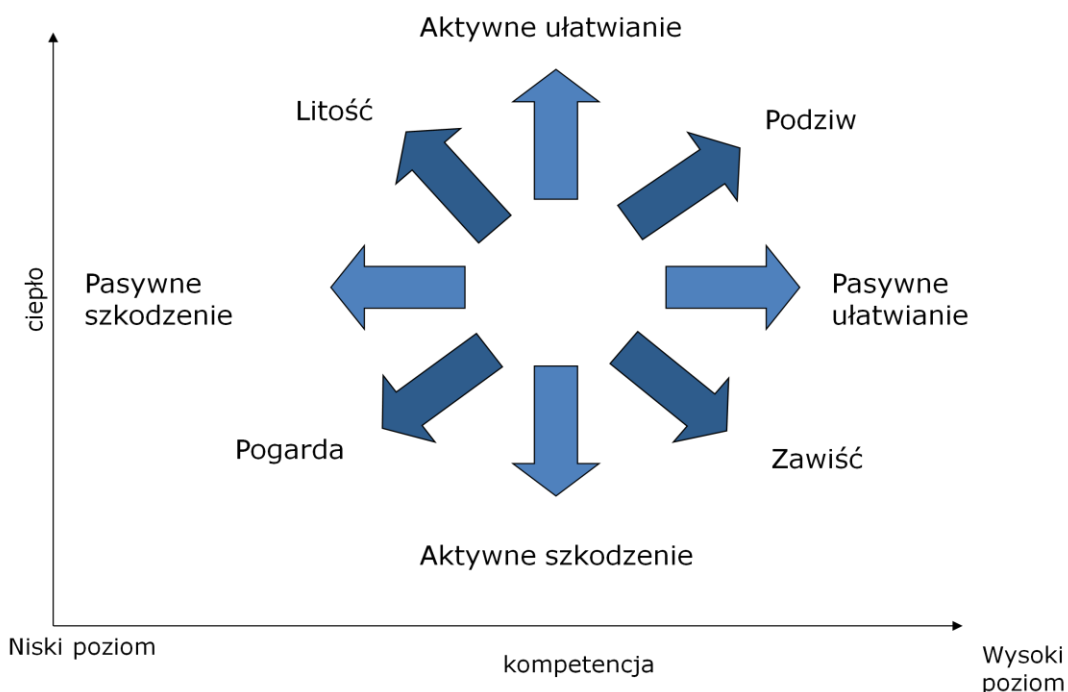 Aktywne ułatwianie
Litość
Podziw
ciepło
Pasywne
szkodzenie
Pasywne
ułatwianie
Pogarda
Zawiść
Aktywne szkodzenie
Niski poziom
kompetencja
Wysoki
poziom